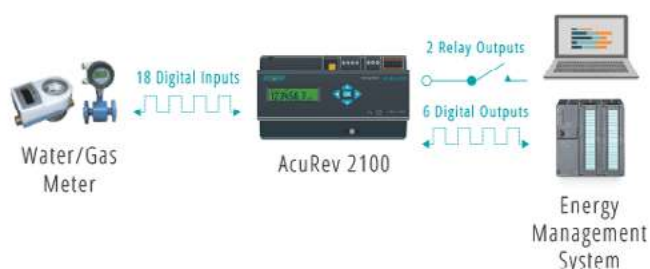 18 Digital Inputs
Water/Gas
Meter
AcuRev 2100
2 Relay Outputs
6 Digital Outputs
Energy
Management
System